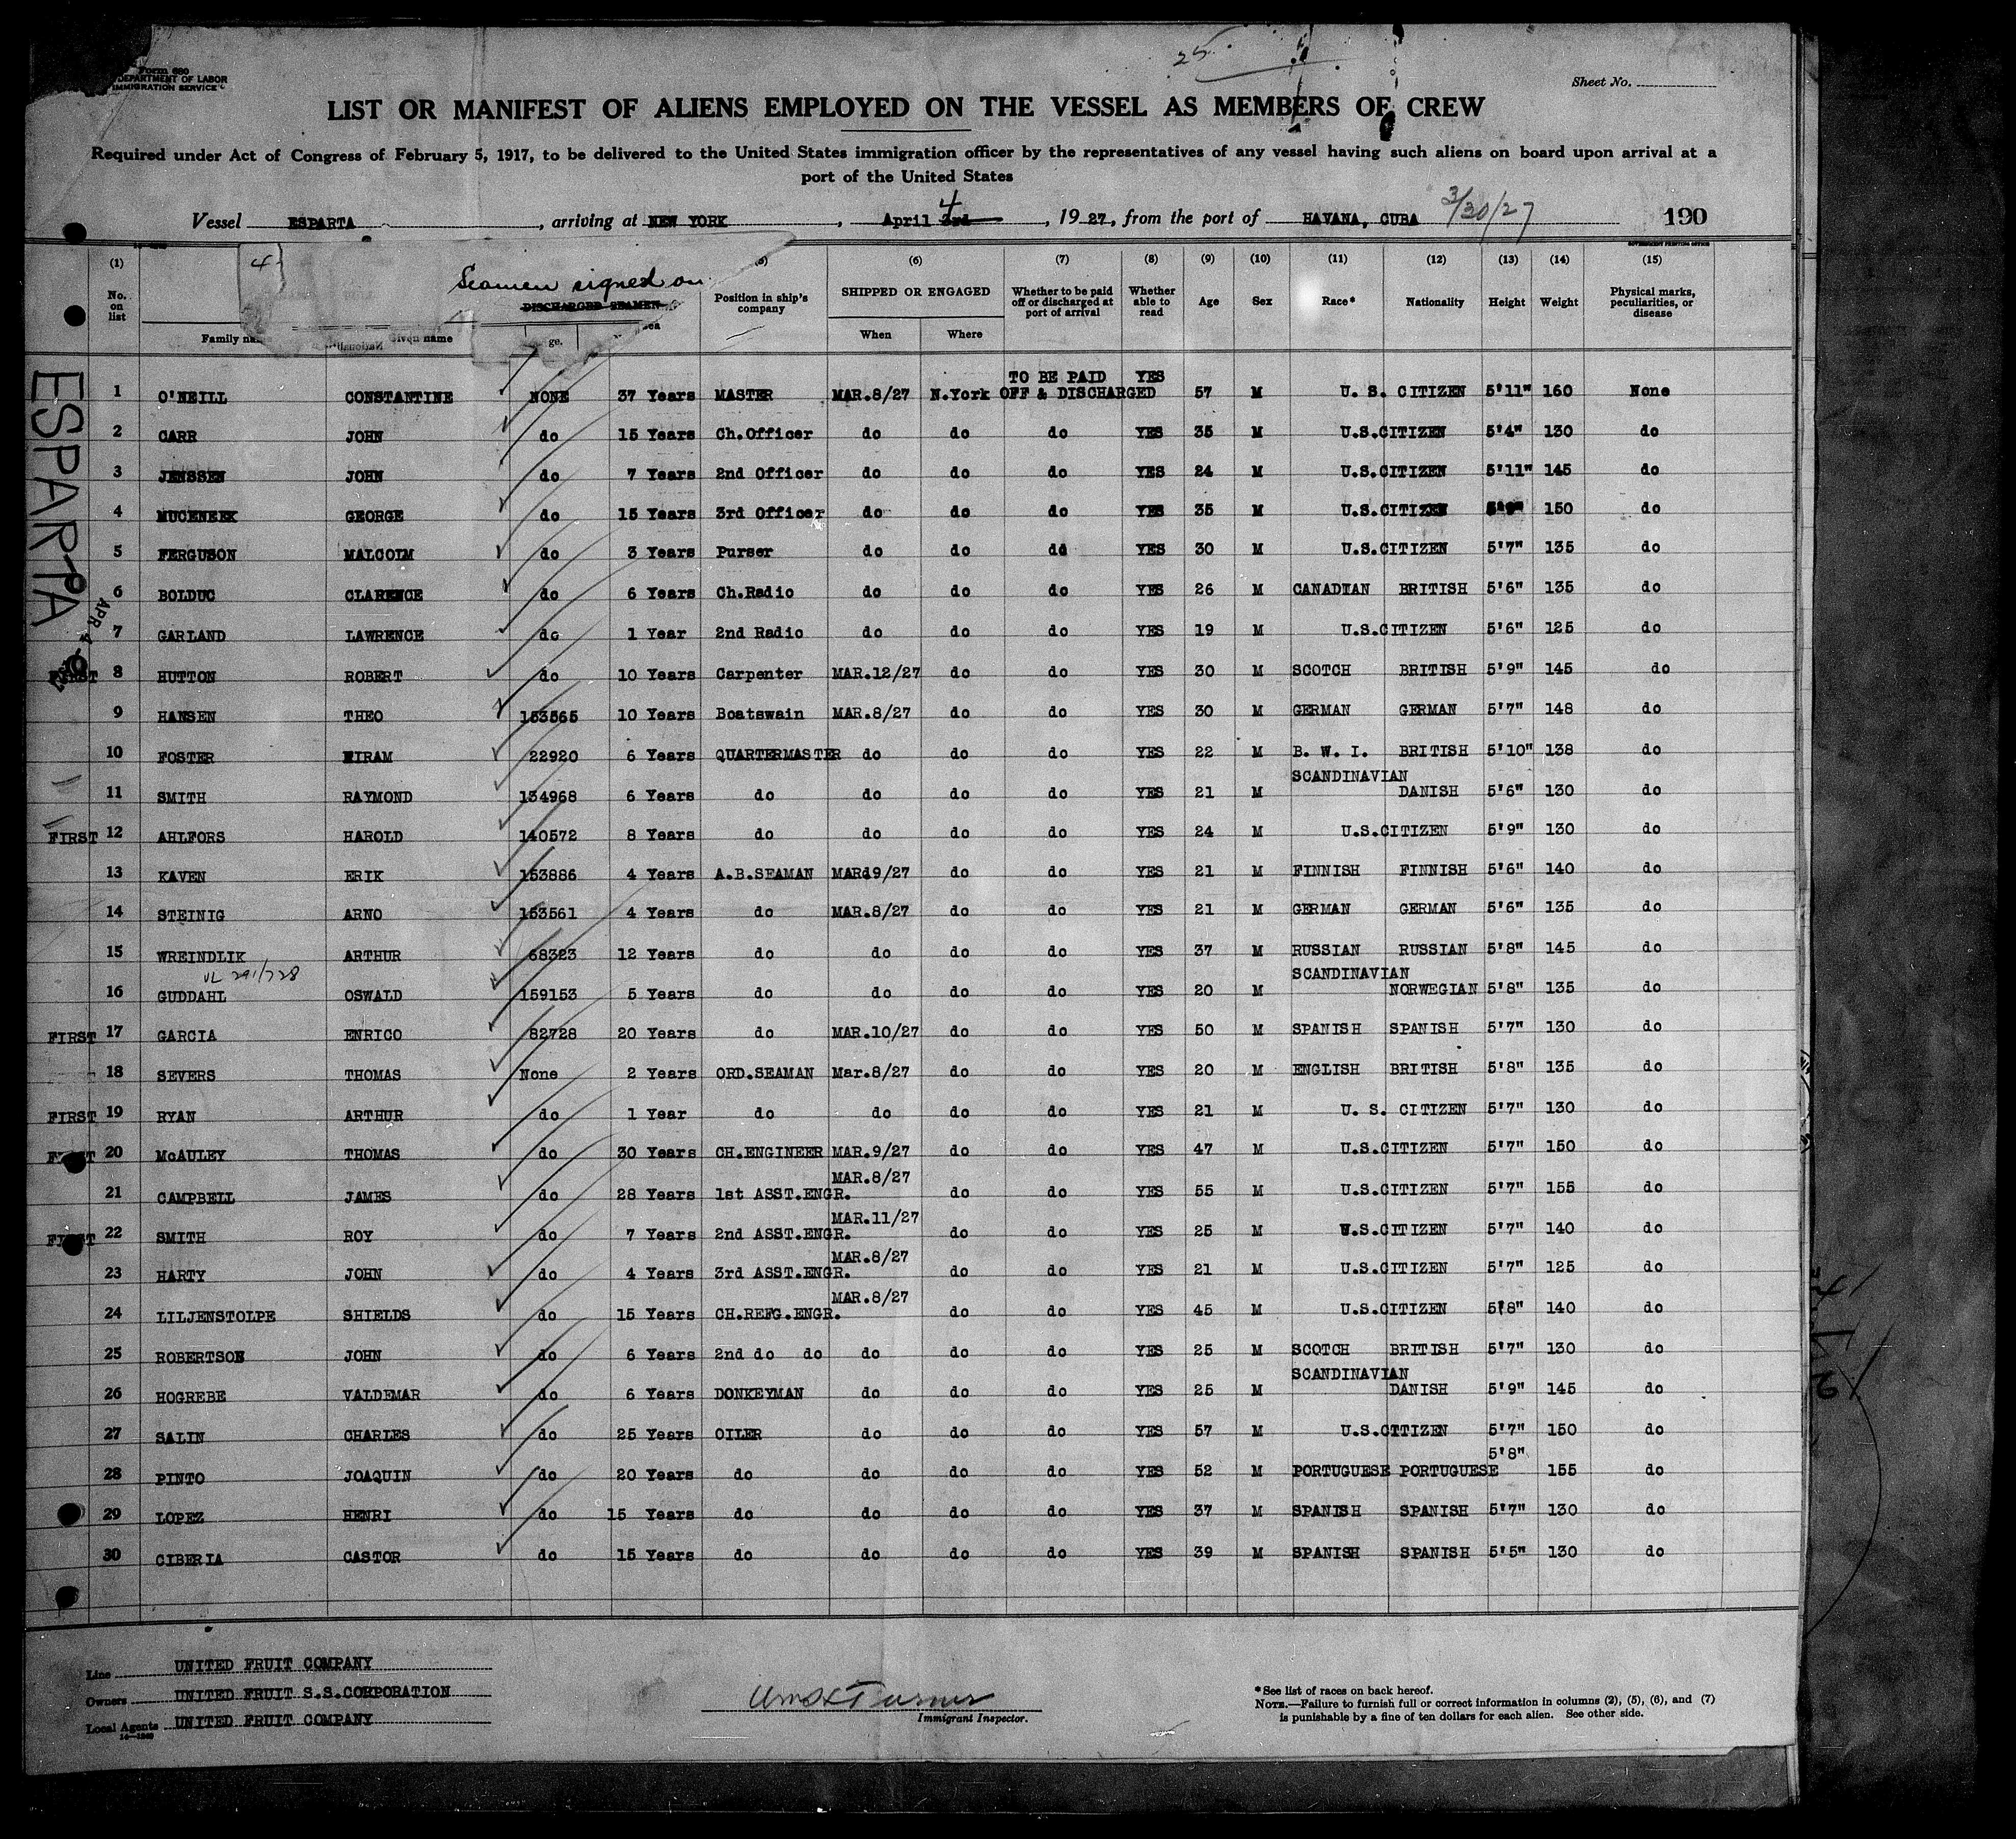 25
Form 680
DEPARTMENT OF LABOR
IMMIGRATION SERVICE
Sheet No.
LIST OR MANIFEST OF ALIENS EMPLOYED ON THE VESSEL AS MEMBERS OF CREW
Required under Act of Congress of February 5, 1917, to be delivered to the United States immigration officer by the representatives of any vessel having such aliens on board upon arrival at a
port of the United States
Vessel ESPARTA, arriving at NEW YORK, April 3rd 4, 1927, from the port of HAVANA, CUBA 3/30/27 190
GOVERNMENT PRINTING OFFICE
4
Seamen signed on
DISCHARGED SEAMEN
(1) (6) (7) (8) (9) (10) (11) (12) (13) (14) (15)
No. on list Family name Given name ge. sea Position in ship's company SHIPPED OR ENGAGED When Where Whether to be paid off or discharged at port of arrival Whether able to read Age Sex Race* Nationality Height Weight Physical marks, peculiarities, or disease
ESPARTA
APR 4
1 O'NEILL CONSTANTINE NONE 37 Years MASTER MAR.8/27 N.York TO BE PAID OFF & DISCHARGED YES 57 M U. S. CITIZEN 5'11" 160 None
2 CARR JOHN do 15 Years Ch.Officer do do do YES 35 M U.S.CITIZEN 5'4" 130 do
3 JENSSEN JOHN do 7 Years 2nd Officer do do do YES 24 M U.S.CITIZEN 5'11" 145 do
4 MUCENEEK GEORGE do 15 Years 3rd Officer do do do YES 35 M U.S.CITIZEN 150 do
5 FERGUSON MALCOLM do 3 Years Purser do do do YES 30 M U.S.CITIZEN 5'7" 135 do
6 BOLDUC CLARENCE do 6 Years Ch.Radio do do do YES 26 M CANADIAN BRITISH 5'6" 135 do
7 GARLAND LAWRENCE do 1 Year 2nd Radio do do do YES 19 M U.S.CITIZEN 5'6" 125 do
FIRST 8 HUTTON ROBERT do 10 Years Carpenter MAR.12/27 do do YES 30 M SCOTCH BRITISH 5'9" 145 do
9 HANSEN THEO 153565 10 Years Boatswain MAR.8/27 do do YES 30 M GERMAN GERMAN 5'7" 148 do
10 FOSTER HIRAM 22920 6 Years QUARTERMASTER do do do YES 22 M B. W. I. BRITISH 5'10" 138 do
11 SMITH RAYMOND 134968 6 Years do do do do YES 21 M SCANDINAVIAN DANISH 5'6" 130 do
FIRST 12 AHLFORS HAROLD 140572 8 Years do do do do YES 24 M U.S.CITIZEN 5'9" 130 do
13 KAVEN ERIK 153886 4 Years A.B.SEAMAN MARd9/27 do do YES 21 M FINNISH FINNISH 5'6" 140 do
14 STEINIG ARNO 153561 4 Years do MAR.8/27 do do YES 21 M GERMAN GERMAN 5'6" 135 do
15 WREINDLIK ARTHUR 68323 12 Years do do do do YES 37 M RUSSIAN RUSSIAN 5'8" 145 do
VL 291/728
16 GUDDAHL OSWALD 159153 5 Years do do do do YES 20 M SCANDINAVIAN NORWEGIAN 5'8" 135 do
FIRST 17 GARCIA ENRICO 82728 20 Years do MAR.10/27 do do YES 50 M SPANISH SPANISH 5'7" 130 do
18 SEVERS THOMAS None 2 Years ORD.SEAMAN Mar.8/27 do do YES 20 M ENGLISH BRITISH 5'8" 135 do
FIRST 19 RYAN ARTHUR do 1 Year do do do do YES 21 M U. S. CITIZEN 5'7" 130 do
FIRST 20 McAULEY THOMAS do 30 Years CH.ENGINEER MAR.9/27 do do YES 47 M U.S.CITIZEN 5'7" 150 do
21 CAMPBELL JAMES do 28 Years 1st ASST.ENGR. MAR.8/27 do do YES 55 M U.S.CITIZEN 5'7" 155 do
FIRST 22 SMITH ROY do 7 Years 2nd ASST.ENGR. MAR.11/27 do do YES 25 M U.S.CITIZEN 5'7" 140 do
23 HARTY JOHN do 4 Years 3rd ASST.ENGR. MAR.8/27 do do YES 21 M U.S.CITIZEN 5'7" 125 do
24 LILJENSTOLPE SHIELDS do 15 Years CH.REFG.ENGR. MAR.8/27 do do YES 45 M U.S.CITIZEN 5'8" 140 do
25 ROBERTSON JOHN do 6 Years 2nd do do do do do YES 25 M SCOTCH BRITISH 5'7" 130 do
26 HOGREBE VALDEMAR do 6 Years DONKEYMAN do do do YES 25 M SCANDINAVIAN DANISH 5'9" 145 do
27 SALIN CHARLES do 25 Years OILER do do do YES 57 M U.S.CTTIZEN 5'7" 150 do
28 PINTO JOAQUIN do 20 Years do do do do YES 52 M PORTUGUESE PORTUGUESE 5'8" 155 do
29 LOPEZ HENRI do 15 Years do do do do YES 37 M SPANISH SPANISH 5'7" 130 do
30 CIBERIA CASTOR do 15 Years do do do do YES 39 M SPANISH SPANISH 5'5" 130 do
Line UNITED FRUIT COMPANY
Owners UNITED FRUIT S.S.CORPORATION
Local Agents UNITED FRUIT COMPANY
Turner
Immigrant Inspector.
*See list of races on back hereof.
NOTE.—Failure to furnish full or correct information in columns (2), (5), (6), and (7)
is punishable by a fine of ten dollars for each alien. See other side.